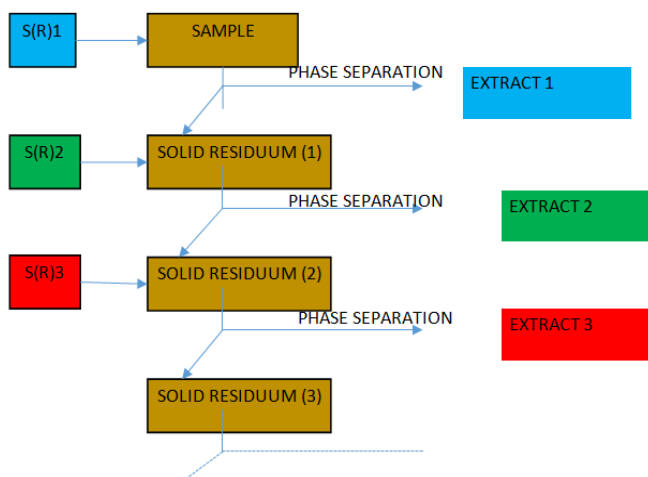 S(R)1
SAMPLE
PHASE SEPARATION
EXTRACT 1
S(R)2
SOLID RESIDUUM (1)
PHASE SEPARATION
EXTRACT 2
S(R)3
SOLID RESIDUUM (2)
PHASE SEPARATION
EXTRACT 3
SOLID RESIDUUM (3)